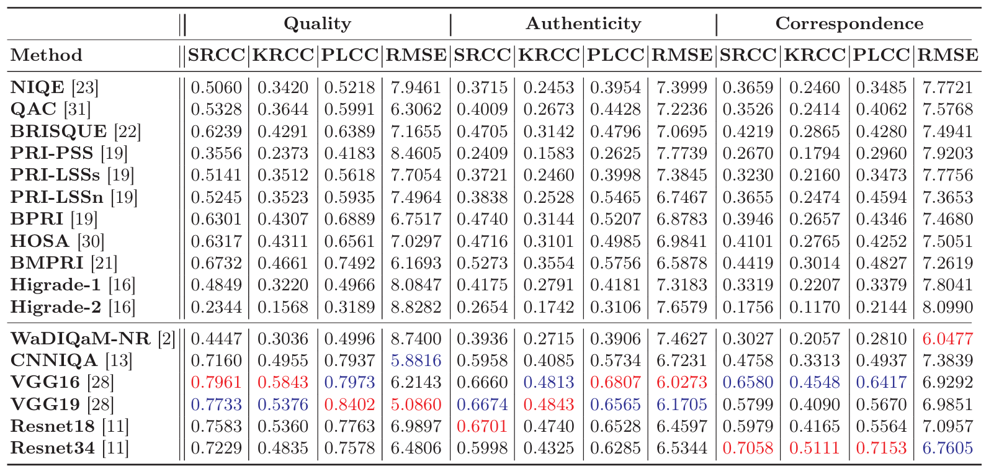 Quality Authenticity Correspondence
Method SRCC KRCC PLCC RMSE SRCC KRCC PLCC RMSE SRCC KRCC PLCC RMSE
NIQE [23] 0.5060 0.3420 0.5218 7.9461 0.3715 0.2453 0.3954 7.3999 0.3659 0.2460 0.3485 7.7721
QAC [31] 0.5328 0.3644 0.5991 6.3062 0.4009 0.2673 0.4428 7.2236 0.3526 0.2414 0.4062 7.5768
BRISQUE [22] 0.6239 0.4291 0.6389 7.1655 0.4705 0.3142 0.4796 7.0695 0.4219 0.2865 0.4280 7.4941
PRI-PSS [19] 0.3556 0.2373 0.4183 8.4605 0.2409 0.1583 0.2625 7.7739 0.2670 0.1794 0.2960 7.9203
PRI-LSSs [19] 0.5141 0.3512 0.5618 7.7054 0.3721 0.2460 0.3998 7.3845 0.3230 0.2160 0.3473 7.7756
PRI-LSSn [19] 0.5245 0.3523 0.5935 7.4964 0.3838 0.2528 0.5465 6.7467 0.3655 0.2474 0.4594 7.3653
BPRI [19] 0.6301 0.4307 0.6889 6.7517 0.4740 0.3144 0.5207 6.8783 0.3946 0.2657 0.4346 7.4680
HOSA [30] 0.6317 0.4311 0.6561 7.0297 0.4716 0.3101 0.4985 6.9841 0.4101 0.2765 0.4252 7.5051
BMPRI [21] 0.6732 0.4661 0.7492 6.1693 0.5273 0.3554 0.5756 6.5878 0.4419 0.3014 0.4827 7.2619
Higrade-1 [16] 0.4849 0.3220 0.4966 8.0847 0.4175 0.2791 0.4181 7.3183 0.3319 0.2207 0.3379 7.8041
Higrade-2 [16] 0.2344 0.1568 0.3189 8.8282 0.2654 0.1742 0.3106 7.6579 0.1756 0.1170 0.2144 8.0990
WaDIQaM-NR [2] 0.4447 0.3036 0.4996 8.7400 0.3936 0.2715 0.3906 7.4627 0.3027 0.2057 0.2810 6.0477
CNNIQA [13] 0.7160 0.4955 0.7937 5.8816 0.5958 0.4085 0.5734 6.7231 0.4758 0.3313 0.4937 7.3839
VGG16 [28] 0.7961 0.5843 0.7973 6.2143 0.6660 0.4813 0.6807 6.0273 0.6580 0.4548 0.6417 6.9292
VGG19 [28] 0.7733 0.5376 0.8402 5.0860 0.6674 0.4843 0.6565 6.1705 0.5799 0.4090 0.5670 6.9851
Resnet18 [11] 0.7583 0.5360 0.7763 6.9897 0.6701 0.4740 0.6528 6.4597 0.5979 0.4165 0.5564 7.0957
Resnet34 [11] 0.7229 0.4835 0.7578 6.4806 0.5998 0.4325 0.6285 6.5344 0.7058 0.5111 0.7153 6.7605